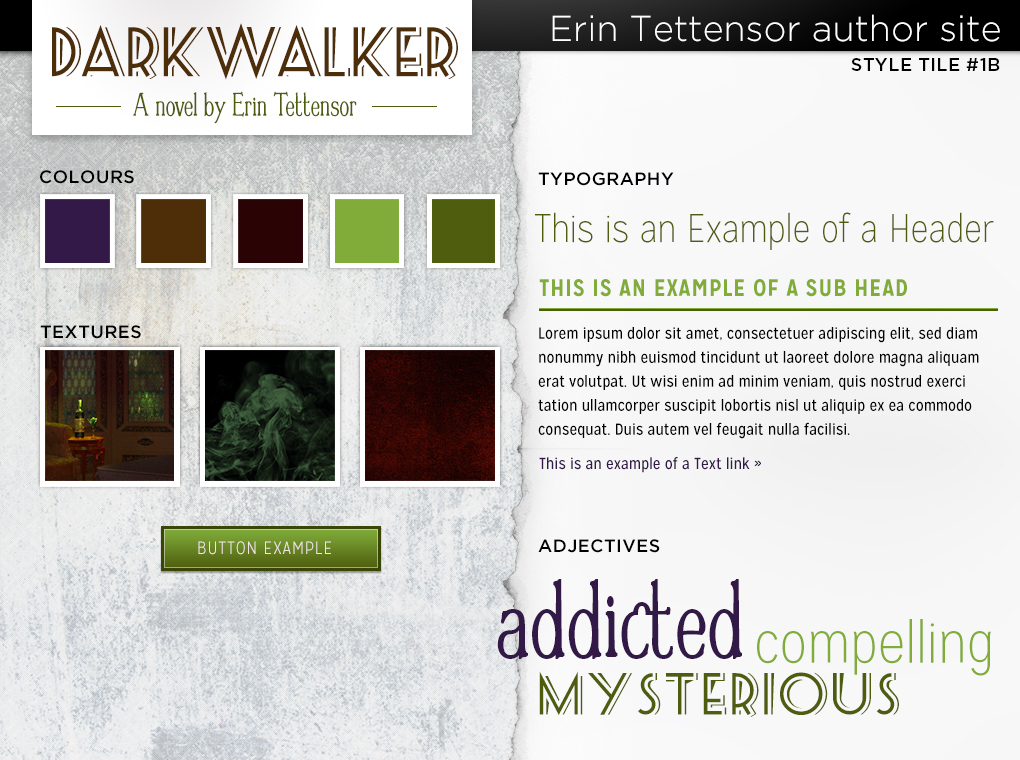 DARKWALKER
A novel by Erin Tettensor
Erin Tettensor author site
STYLE TILE #1B
COLOURS
TEXTURES
BUTTON EXAMPLE
TYPOGRAPHY
This is an Example of a Header
THIS IS AN EXAMPLE OF A SUB HEAD
Lorem ipsum dolor sit amet, consectetuer adipiscing elit, sed diam
nonummy nibh euismod tincidunt ut laoreet dolore magna aliquam
erat volutpat. Ut wisi enim ad minim veniam, quis nostrud exerci
tation ullamcorper suscipit lobortis nisl ut aliquip ex ea commodo
consequat. Duis autem vel feugait nulla facilisi.
This is an example of a Text link »
ADJECTIVES
addicted compelling
MYSTERIOUS